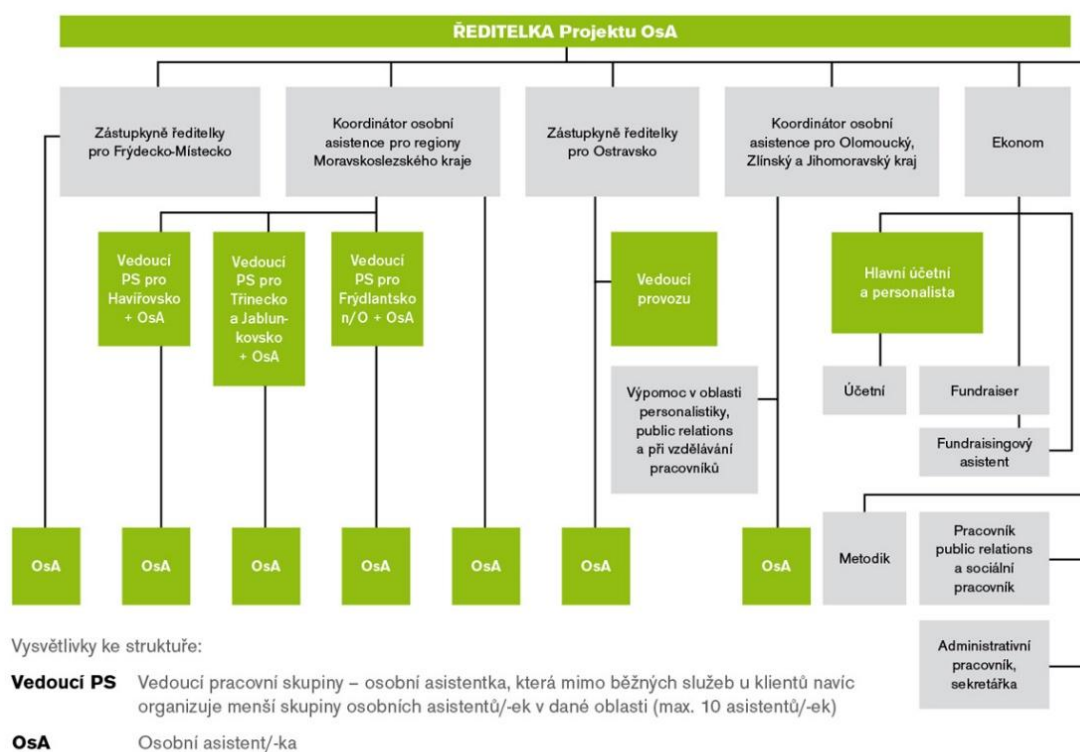 ŘEDITELKA Projektu OsA
Zástupkyně ředitelky
pro Frýdecko-Místecko
Koordinátor osobní
asistence pro regiony
Moravskoslezského kraje
Zástupkyně ředitelky
pro Ostravsko
Koordinátor osobní
asistence pro Olomoucký,
Zlínský a Jihomoravský kraj
Ekonom
Vedoucí
PS pro
Havířovsko
+ OsA
Vedoucí
PS pro
Třinecko
a Jablun-
kovsko
+ OsA
Vedoucí
PS pro
Frýdlantsko
n/O + OsA
Vedoucí
provozu
Hlavní účetní
a personalista
Výpomoc v oblasti
personalistiky,
public relations
a při vzdělávání
pracovníků
Účetní
Fundraiser
Fundraisingový
asistent
OsA
OsA
OsA
OsA
OsA
OsA
OsA
Metodik
Pracovník
public relations
a sociální
pracovník
Administrativní
pracovník,
sekretářka
Vysvětlivky ke struktuře:
Vedoucí PS Vedoucí pracovní skupiny – osobní asistentka, která mimo běžných služeb u klientů navíc
organizuje menší skupiny osobních asistentů/-ek v dané oblasti (max. 10 asistentů/-ek)
OsA Osobní asistent/-ka